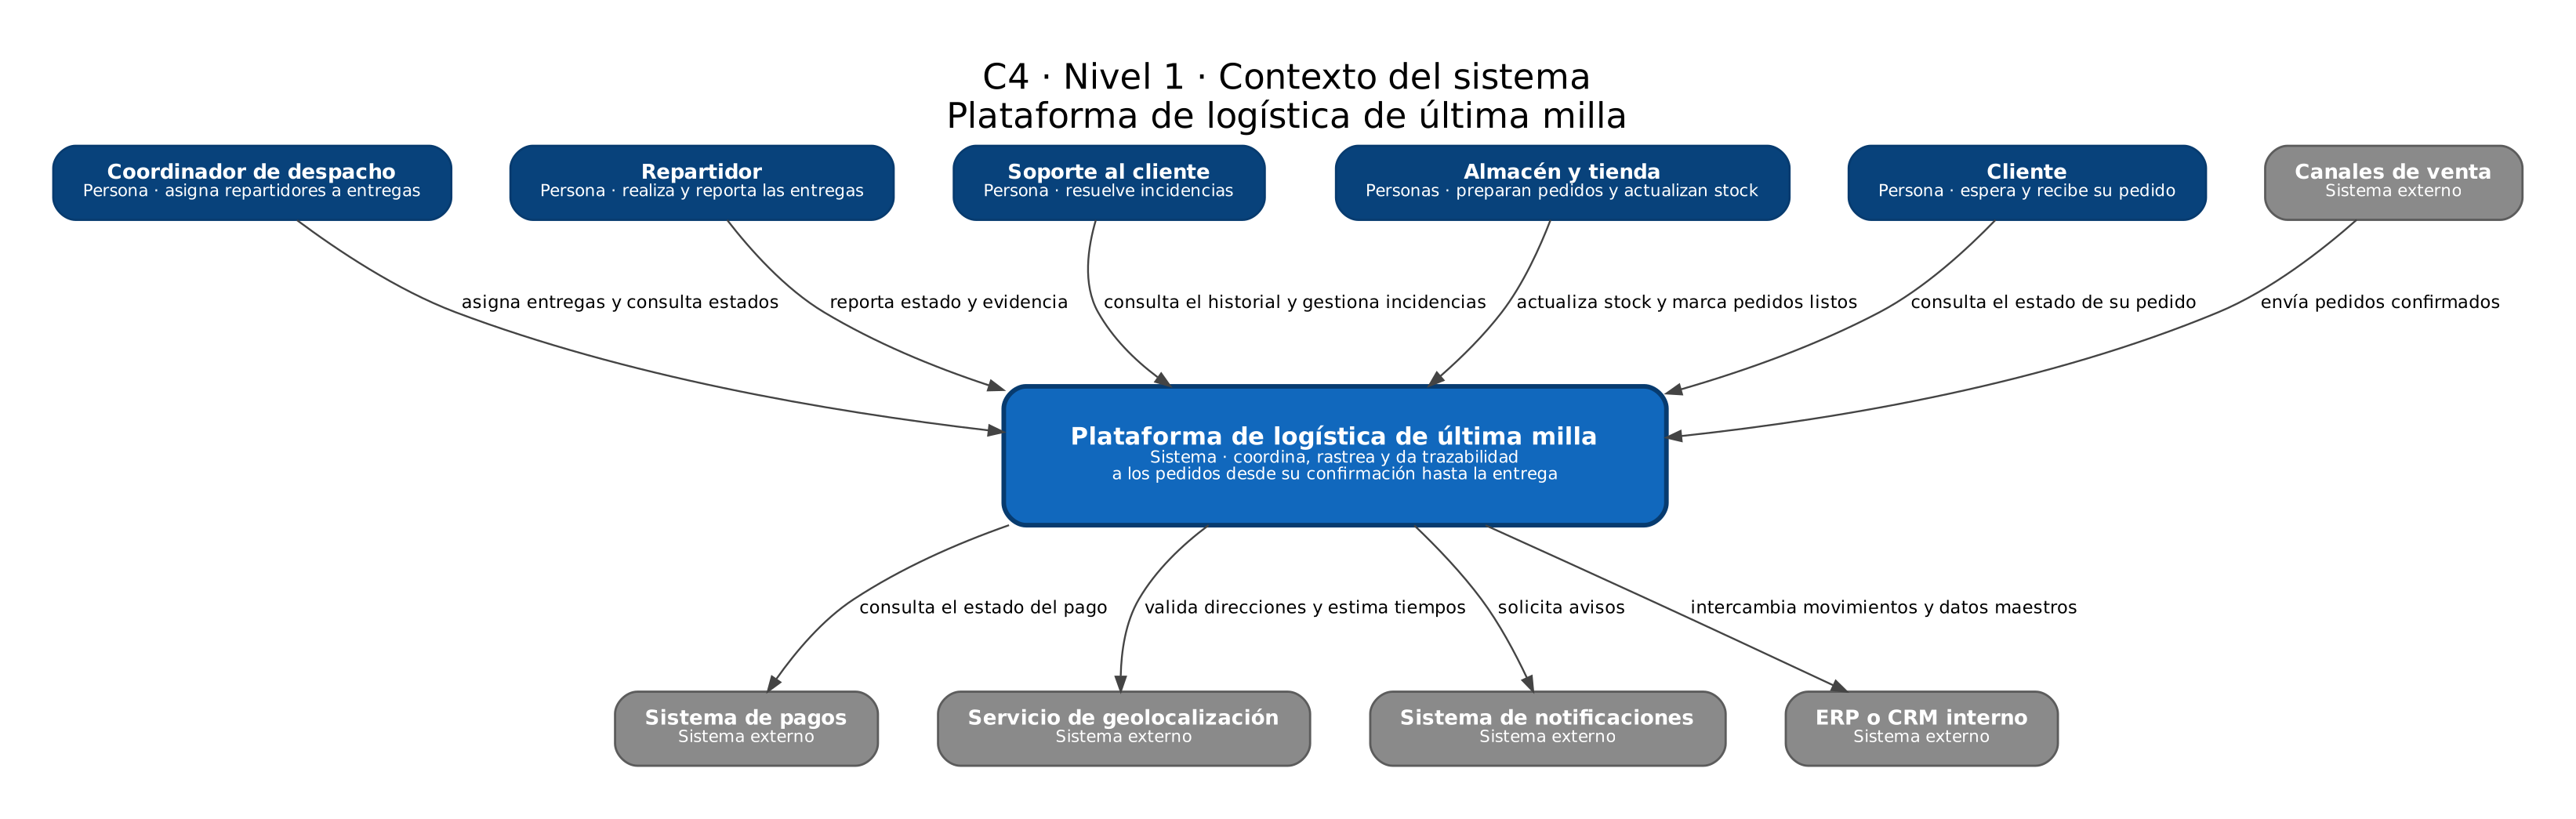 C4 · Nivel 1 · Contexto del sistema
Plataforma de logística de última milla
Coordinador de despacho
Persona · asigna repartidores a entregas
Repartidor
Persona · realiza y reporta las entregas
Soporte al cliente
Persona · resuelve incidencias
Almacén y tienda
Personas · preparan pedidos y actualizan stock
Cliente
Persona · espera y recibe su pedido
Canales de venta
Sistema externo
asigna entregas y consulta estados
reporta estado y evidencia
consulta el historial y gestiona incidencias
actualiza stock y marca pedidos listos
consulta el estado de su pedido
envía pedidos confirmados
Plataforma de logística de última milla
Sistema · coordina, rastrea y da trazabilidad
a los pedidos desde su confirmación hasta la entrega
consulta el estado del pago
valida direcciones y estima tiempos
solicita avisos
intercambia movimientos y datos maestros
Sistema de pagos
Sistema externo
Servicio de geolocalización
Sistema externo
Sistema de notificaciones
Sistema externo
ERP o CRM interno
Sistema externo